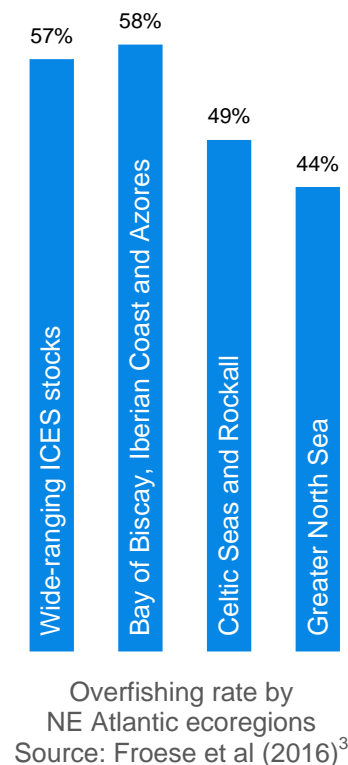 57%
58%
49%
44%
Wide-ranging ICES stocks
Bay of Biscay, Iberian Coast and Azores
Celtic Seas and Rockall
Greater North Sea
Overfishing rate by
NE Atlantic ecoregions
Source: Froese et al (2016)³